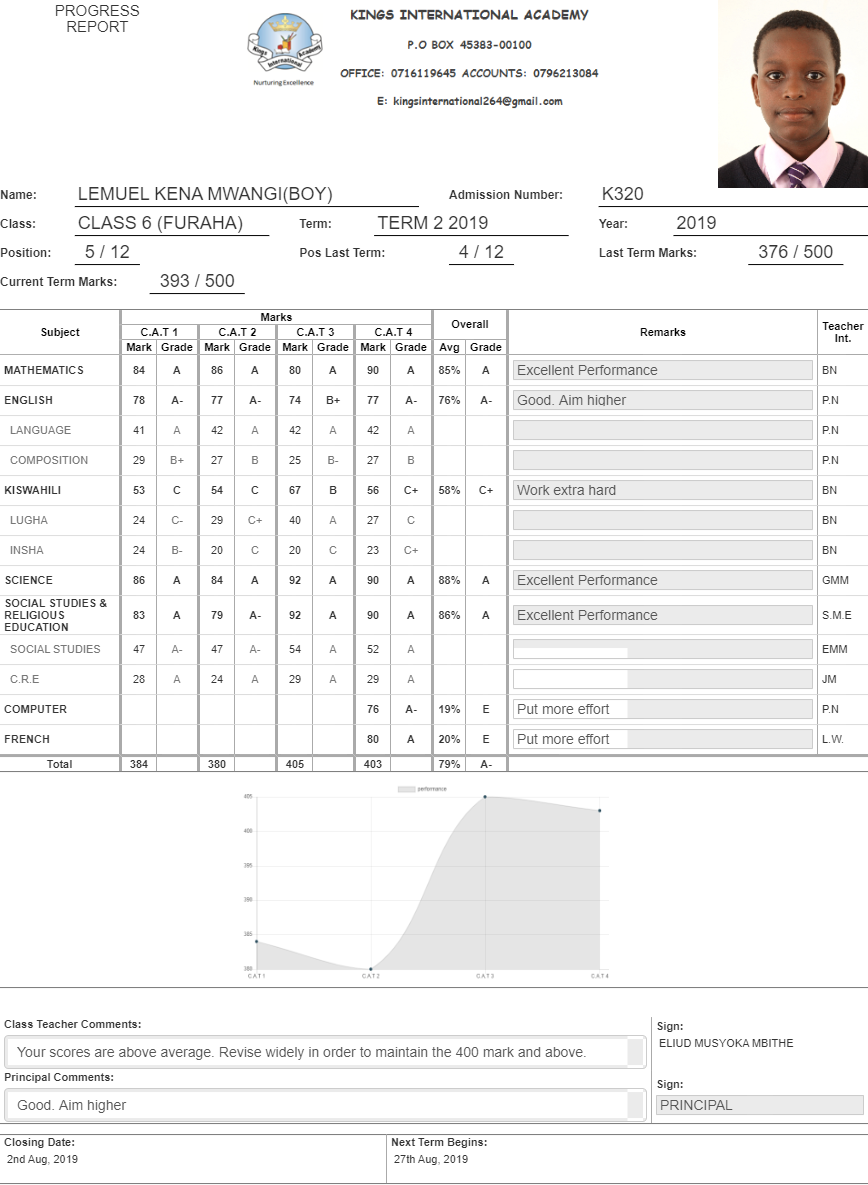 PROGRESS
REPORT
KINGS INTERNATIONAL ACADEMY
P.O BOX 45383-00100
OFFICE: 0716119645 ACCOUNTS: 0796213084
E: kingsinternational264@gmail.com
Kings Academy
International
Nurturing Excellence
Name: LEMUEL KENA MWANGI(BOY) Admission Number: K320
Class: CLASS 6 (FURAHA) Term: TERM 2 2019 Year: 2019
Position: 5 / 12 Pos Last Term: 4 / 12 Last Term Marks: 376 / 500
Current Term Marks: 393 / 500
Subject Marks Overall Remarks Teacher Int.
C.A.T 1 C.A.T 2 C.A.T 3 C.A.T 4
Mark Grade Mark Grade Mark Grade Mark Grade Avg Grade
MATHEMATICS 84 A 86 A 80 A 90 A 85% A Excellent Performance BN
ENGLISH 78 A- 77 A- 74 B+ 77 A- 76% A- Good. Aim higher P.N
LANGUAGE 41 A 42 A 42 A 42 A P.N
COMPOSITION 29 B+ 27 B 25 B- 27 B P.N
KISWAHILI 53 C 54 C 67 B 56 C+ 58% C+ Work extra hard BN
LUGHA 24 C- 29 C+ 40 A 27 C BN
INSHA 24 B- 20 C 20 C 23 C+ BN
SCIENCE 86 A 84 A 92 A 90 A 88% A Excellent Performance GMM
SOCIAL STUDIES &
RELIGIOUS
EDUCATION 83 A 79 A- 92 A 90 A 86% A Excellent Performance S.M.E
SOCIAL STUDIES 47 A- 47 A- 54 A 52 A EMM
C.R.E 28 A 24 A 29 A 29 A JM
COMPUTER 76 A- 19% E Put more effort P.N
FRENCH 80 A 20% E Put more effort L.W.
Total 384 380 405 403 79% A-
performance
405
400
395
390
385
380
CAT1 CAT2 CAT3 CAT4
Class Teacher Comments:
Your scores are above average. Revise widely in order to maintain the 400 mark and above.
Sign:
ELIUD MUSYOKA MBITHE
Principal Comments:
Good. Aim higher
Sign:
PRINCIPAL
Closing Date:
2nd Aug, 2019
Next Term Begins:
27th Aug, 2019